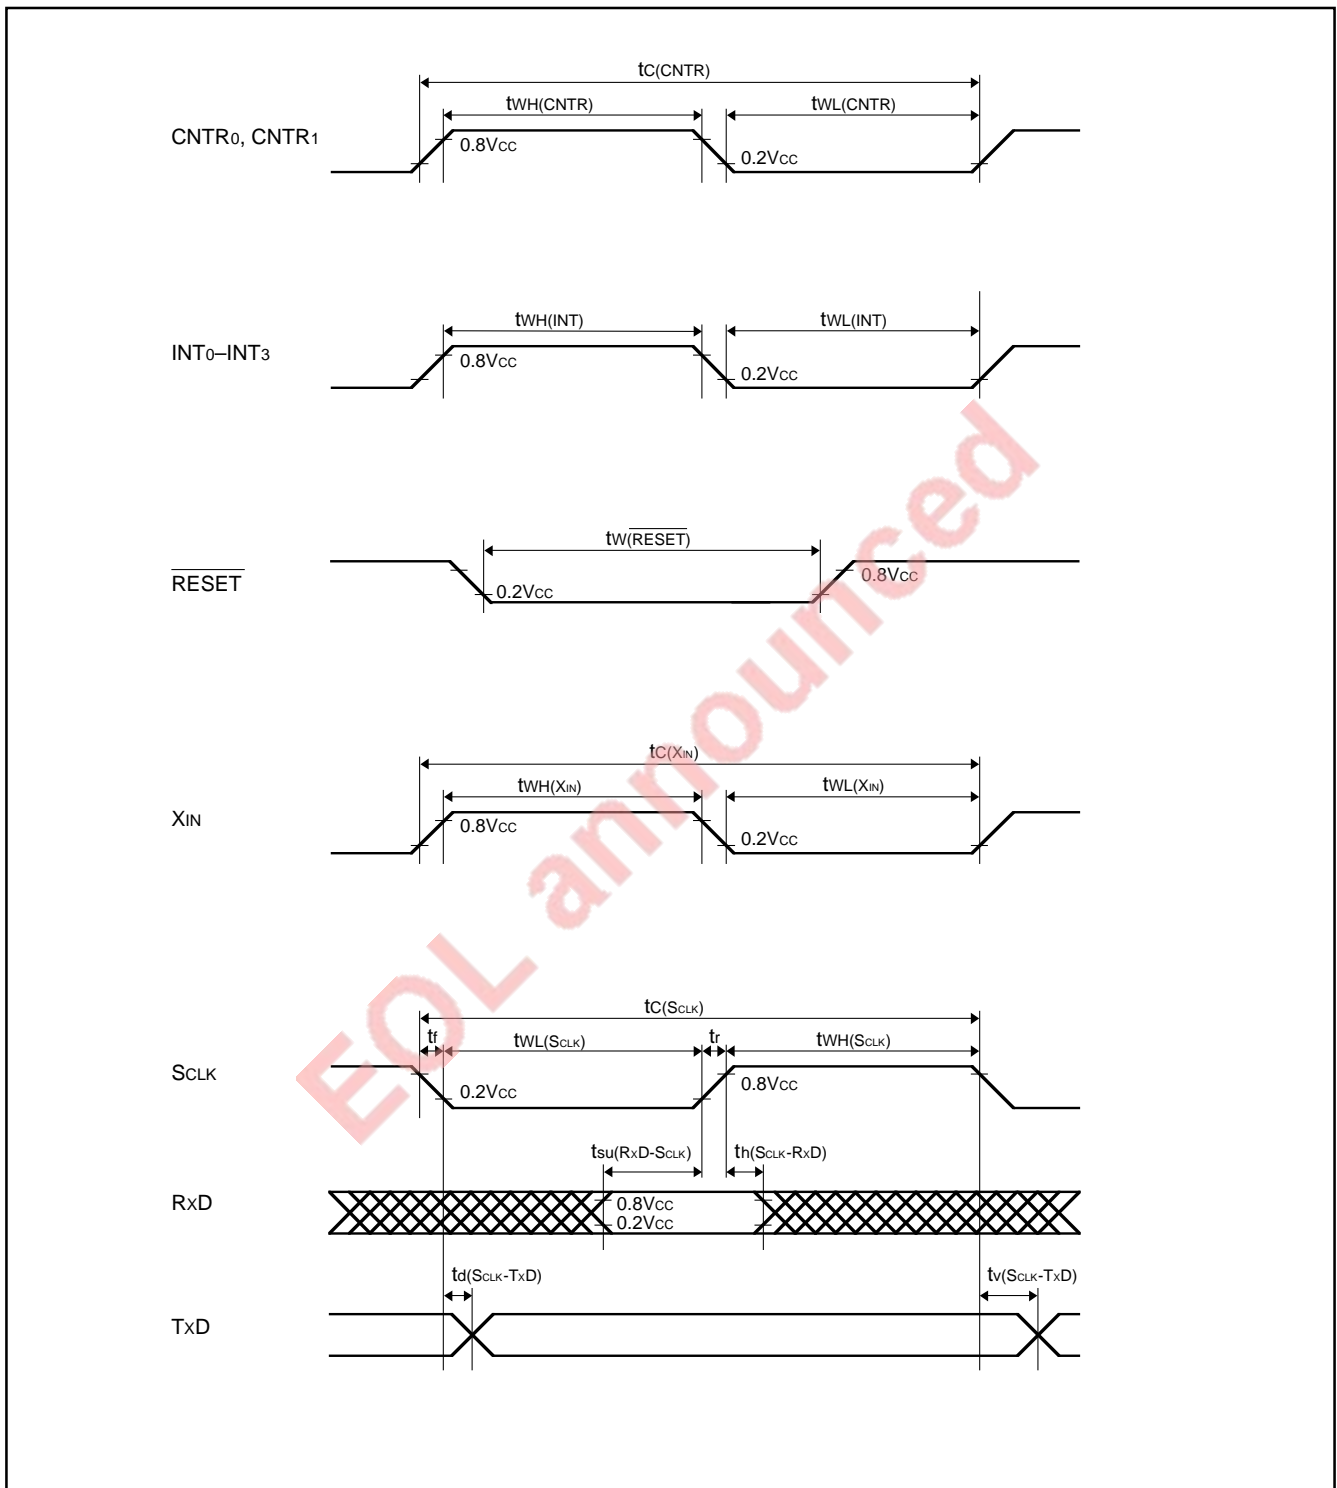 tC(CNTR)
tWH(CNTR) tWL(CNTR)
CNTR0, CNTR1
0.8VCC
0.2VCC
tWH(INT) tWL(INT)
INT0–INT3
0.8VCC
0.2VCC
tW(RESET)
RESET
0.8VCC
0.2VCC
tC(XIN)
tWH(XIN) tWL(XIN)
XIN
0.8VCC
0.2VCC
tC(SCLK)
tf tWL(SCLK) tr tWH(SCLK)
SCLK
0.2VCC 0.8VCC
tsu(RXD-SCLK) th(SCLK-RXD)
RXD
0.8VCC
0.2VCC
td(SCLK-TXD) tv(SCLK-TXD)
TXD
EOL announced